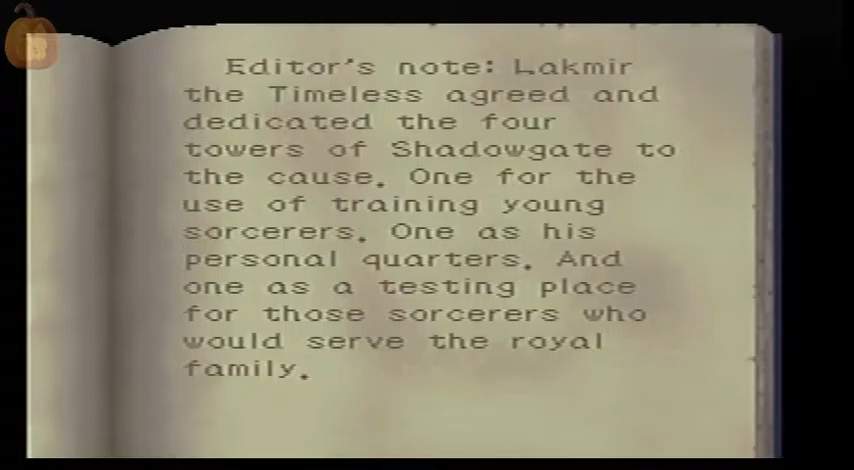 Editor's note: Lakmir
the Timeless agreed and
dedicated the four
towers of Shadowgate to
the cause. One for the
use of training young
sorcerers. One as his
personal quarters. And
one as a testing place
for those sorcerers who
would serve the royal
family.